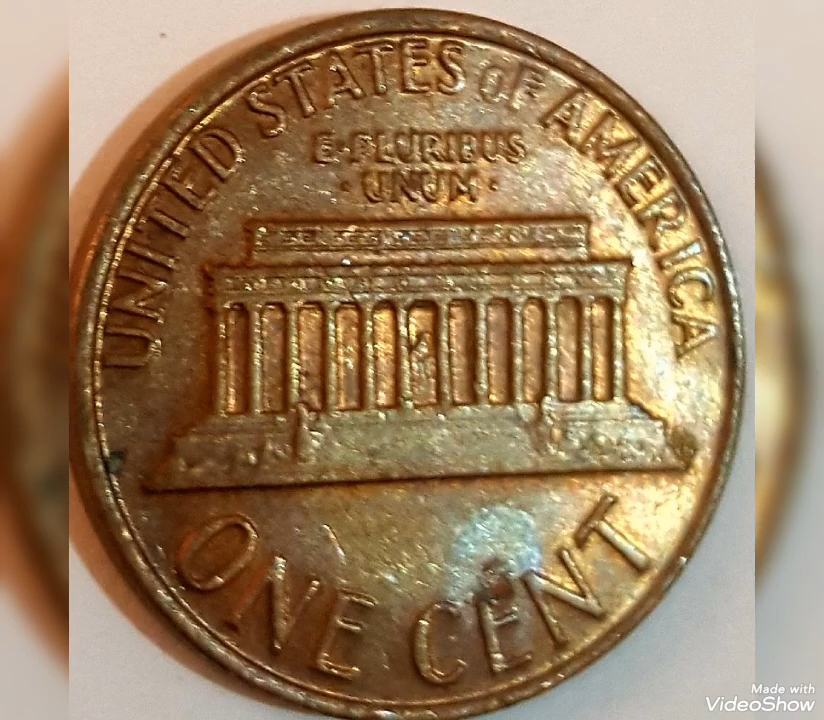 UNITED STATES OF AMERICA
E·PLURIBUS
·UNUM·
ONE CENT
Made with
VideoShow